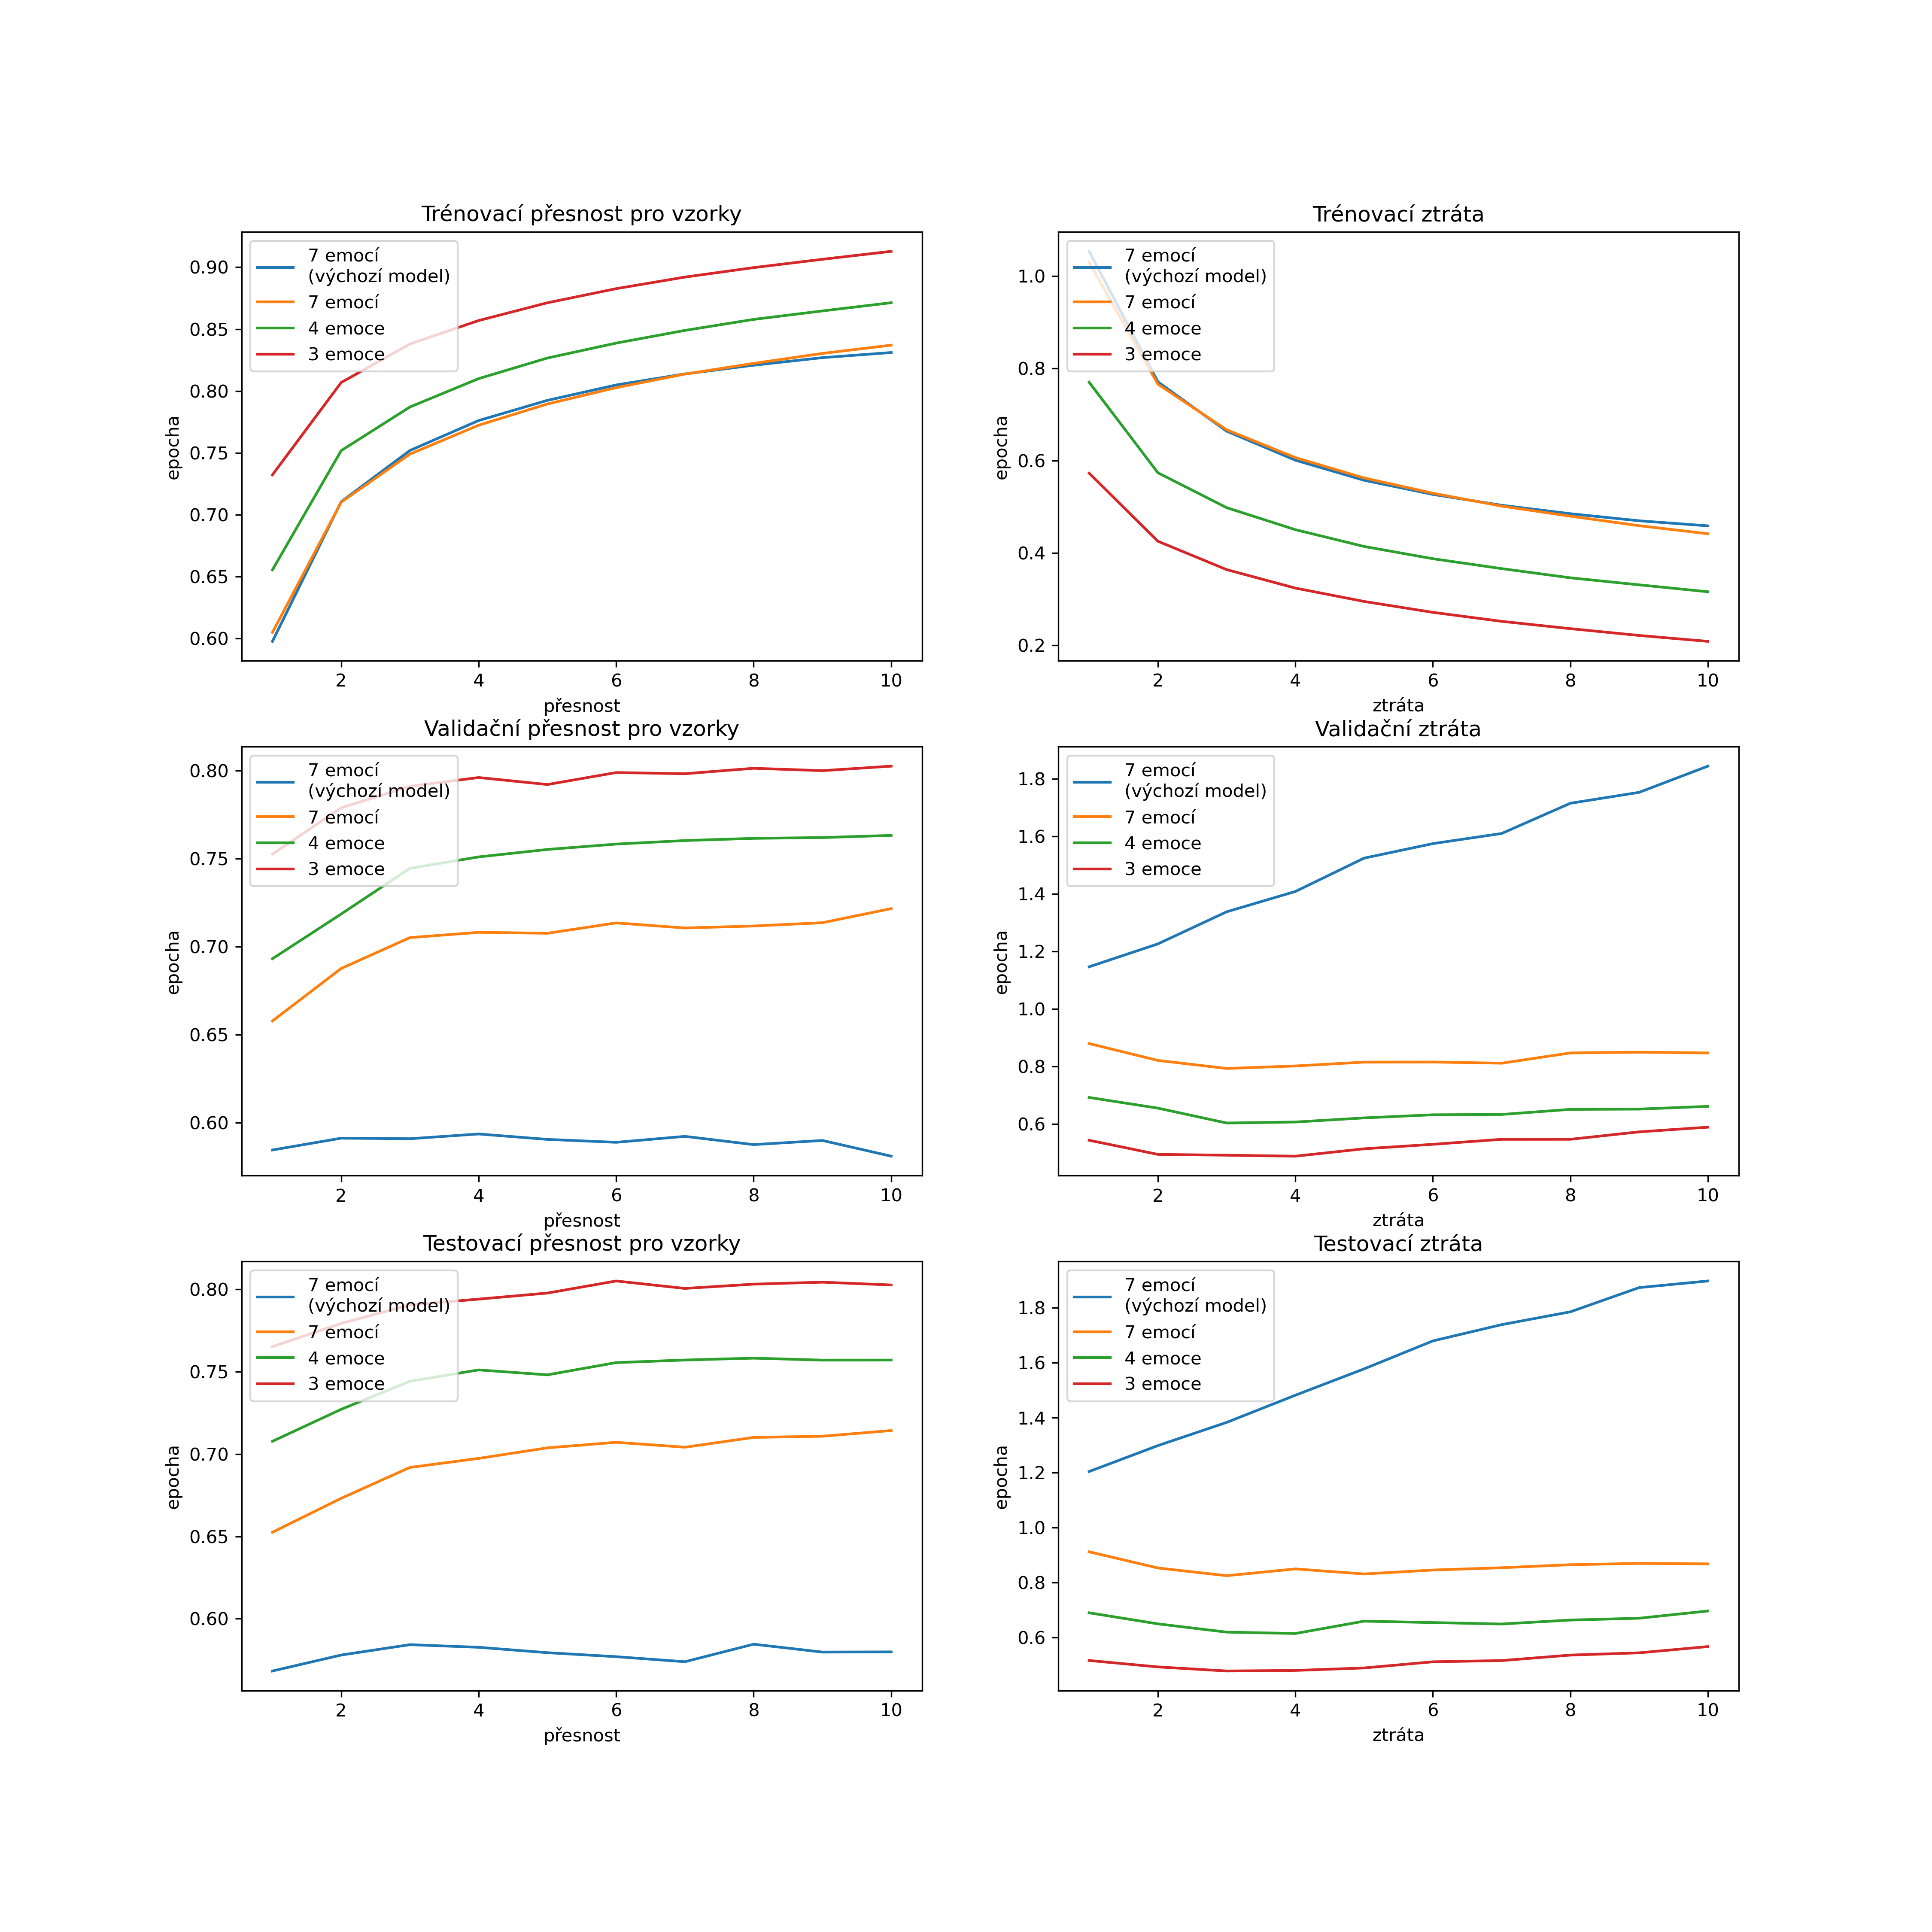 Trénovací přesnost pro vzorky
7 emocí
(výchozí model)
7 emocí
4 emoce
3 emoce
0.90
0.85
0.80
0.75
0.70
0.65
0.60
epocha
2 4 6 8 10
přesnost
Trénovací ztráta
7 emocí
(výchozí model)
7 emocí
4 emoce
3 emoce
1.0
0.8
0.6
0.4
0.2
epocha
2 4 6 8 10
ztráta
Validační přesnost pro vzorky
7 emocí
(výchozí model)
7 emocí
4 emoce
3 emoce
0.80
0.75
0.70
0.65
0.60
epocha
2 4 6 8 10
přesnost
Validační ztráta
7 emocí
(výchozí model)
7 emocí
4 emoce
3 emoce
1.8
1.6
1.4
1.2
1.0
0.8
0.6
epocha
2 4 6 8 10
ztráta
Testovací přesnost pro vzorky
7 emocí
(výchozí model)
7 emocí
4 emoce
3 emoce
0.80
0.75
0.70
0.65
0.60
epocha
2 4 6 8 10
přesnost
Testovací ztráta
7 emocí
(výchozí model)
7 emocí
4 emoce
3 emoce
1.8
1.6
1.4
1.2
1.0
0.8
0.6
epocha
2 4 6 8 10
ztráta